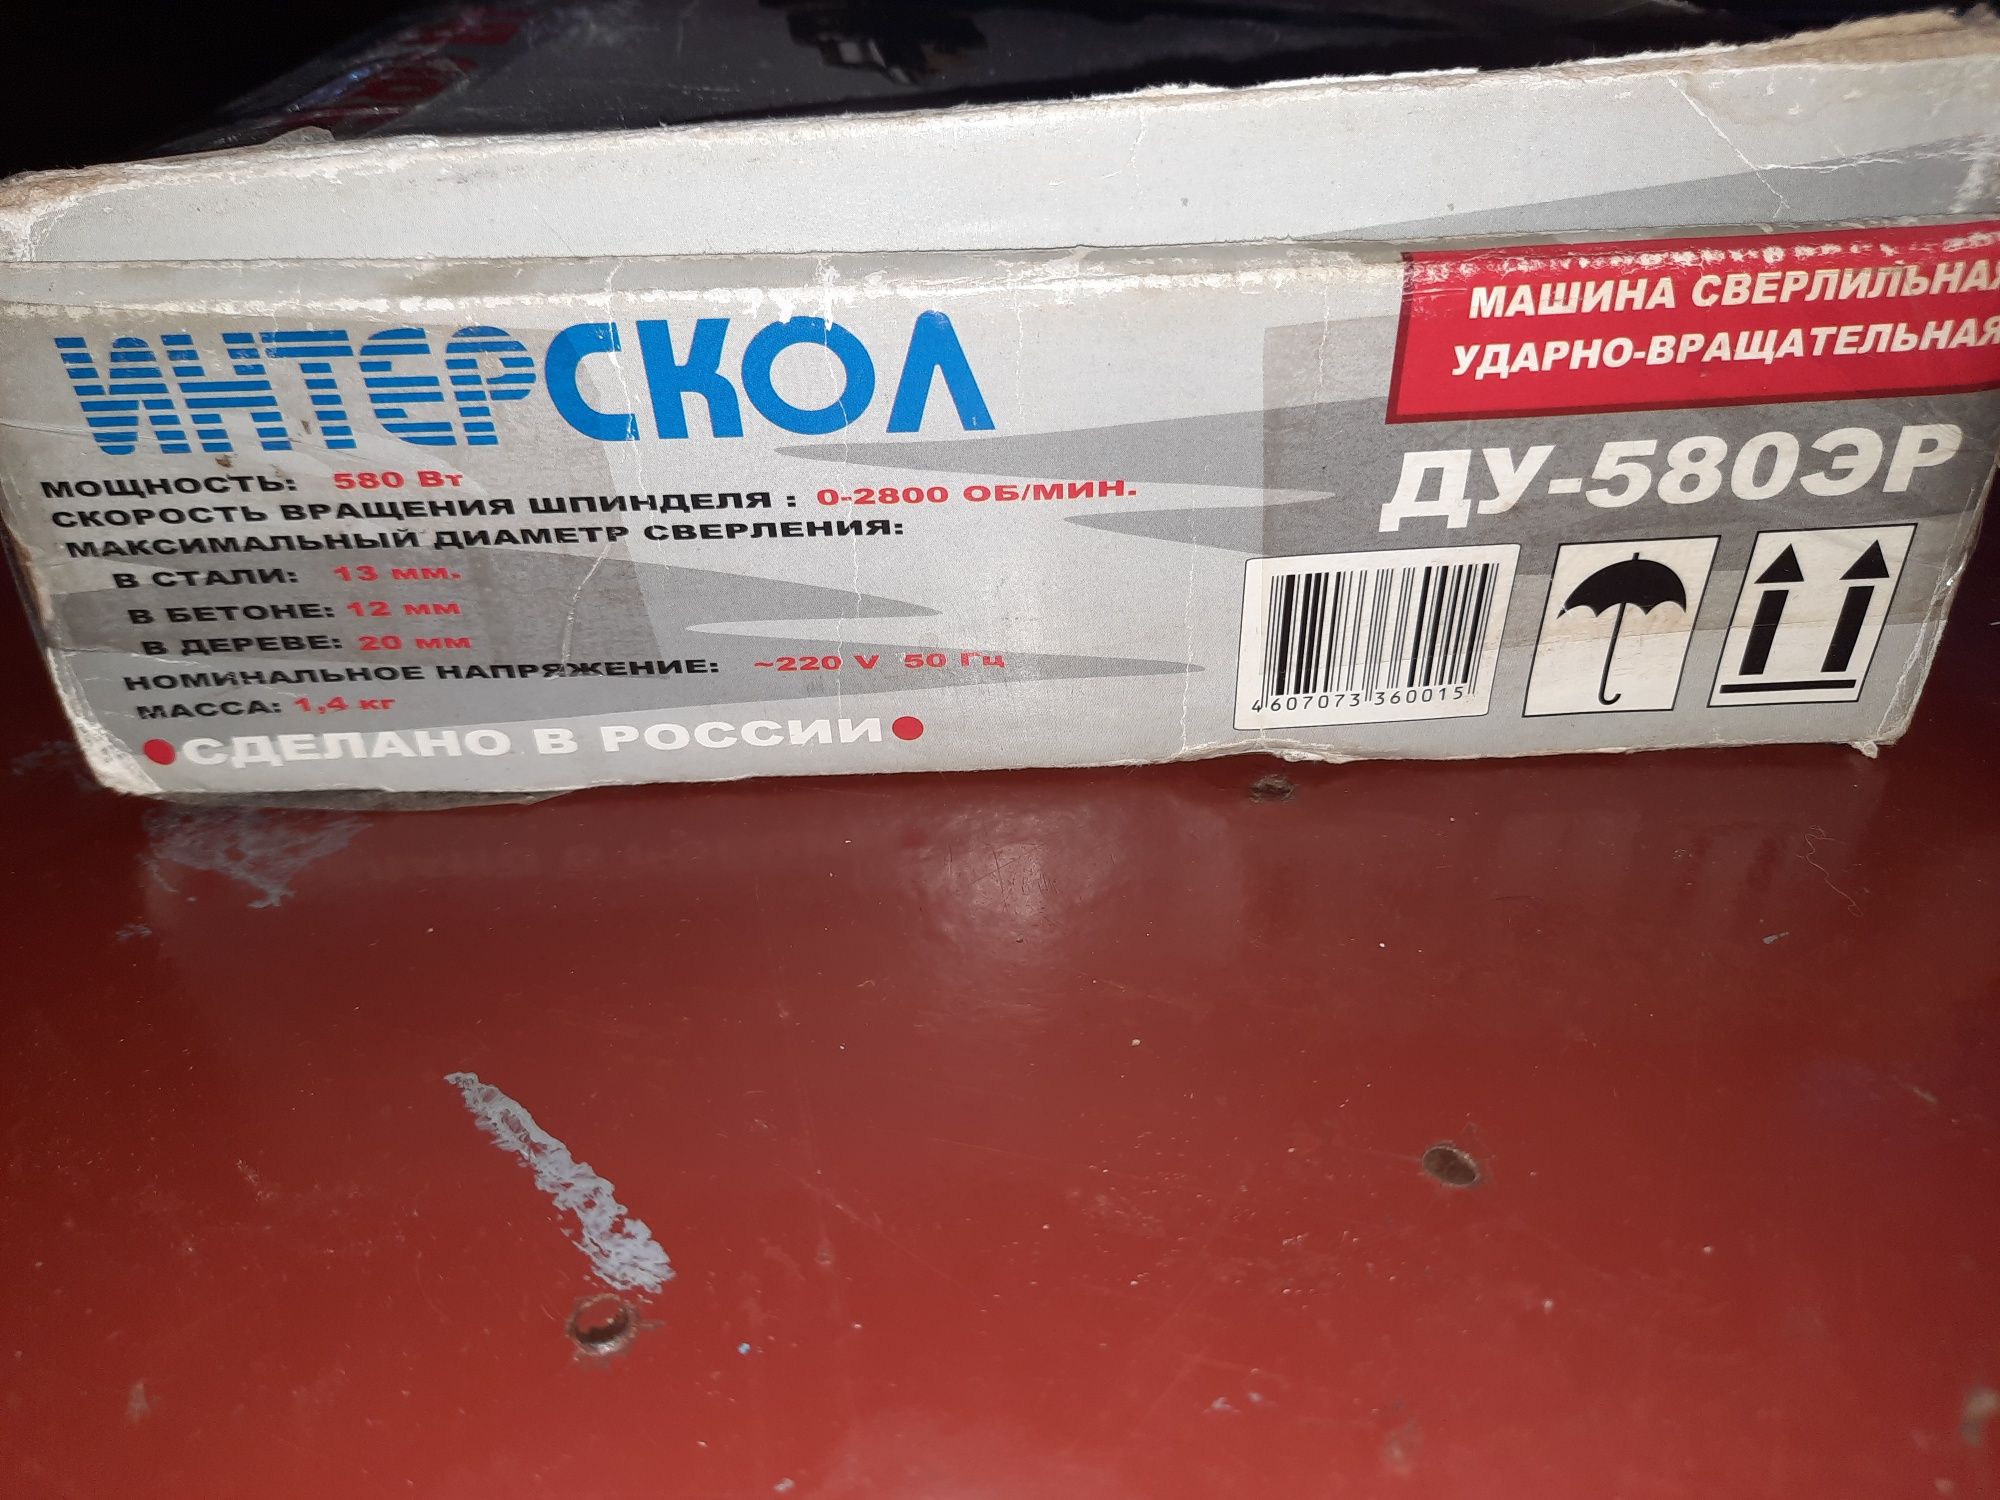 ИНТЕРСКОЛ
МОЩНОСТЬ: 580 Вт
СКОРОСТЬ ВРАЩЕНИЯ ШПИНДЕЛЯ : 0-2800 ОБ/МИН.
МАКСИМАЛЬНЫЙ ДИАМЕТР СВЕРЛЕНИЯ:
В СТАЛИ: 13 мм.
В БЕТОНЕ: 12 мм
В ДЕРЕВЕ: 20 мм
НОМИНАЛЬНОЕ НАПРЯЖЕНИЕ: ~220 V 50 Гц
МАССА: 1,4 кг
СДЕЛАНО В РОССИИ
МАШИНА СВЕРЛИЛЬНАЯ
УДАРНО-ВРАЩАТЕЛЬНАЯ
ДУ-580ЭР
4 607073 360015